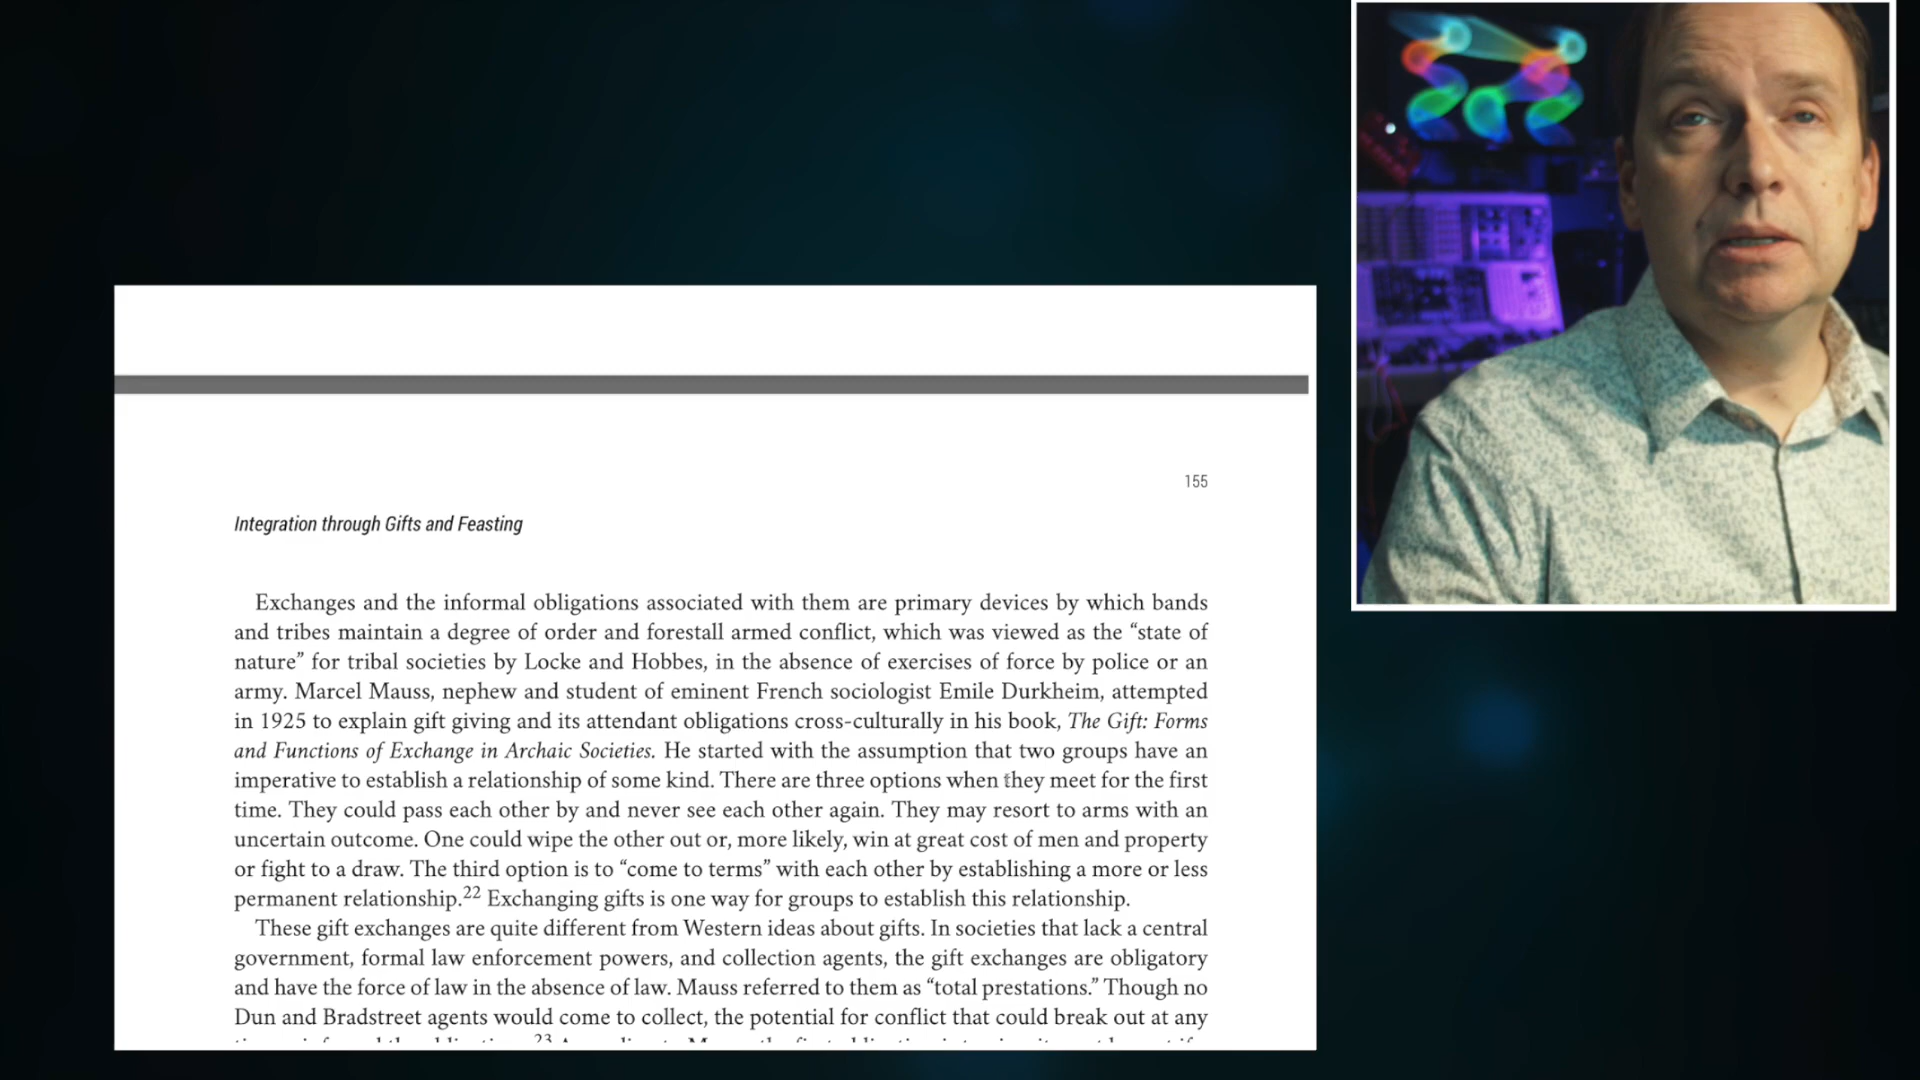 155
Integration through Gifts and Feasting
Exchanges and the informal obligations associated with them are primary devices by which bands
and tribes maintain a degree of order and forestall armed conflict, which was viewed as the “state of
nature” for tribal societies by Locke and Hobbes, in the absence of exercises of force by police or an
army. Marcel Mauss, nephew and student of eminent French sociologist Emile Durkheim, attempted
in 1925 to explain gift giving and its attendant obligations cross-culturally in his book, The Gift: Forms
and Functions of Exchange in Archaic Societies. He started with the assumption that two groups have an
imperative to establish a relationship of some kind. There are three options when they meet for the first
time. They could pass each other by and never see each other again. They may resort to arms with an
uncertain outcome. One could wipe the other out or, more likely, win at great cost of men and property
or fight to a draw. The third option is to “come to terms” with each other by establishing a more or less
permanent relationship.22 Exchanging gifts is one way for groups to establish this relationship.
These gift exchanges are quite different from Western ideas about gifts. In societies that lack a central
government, formal law enforcement powers, and collection agents, the gift exchanges are obligatory
and have the force of law in the absence of law. Mauss referred to them as “total prestations.” Though no
Dun and Bradstreet agents would come to collect, the potential for conflict that could break out at any
23